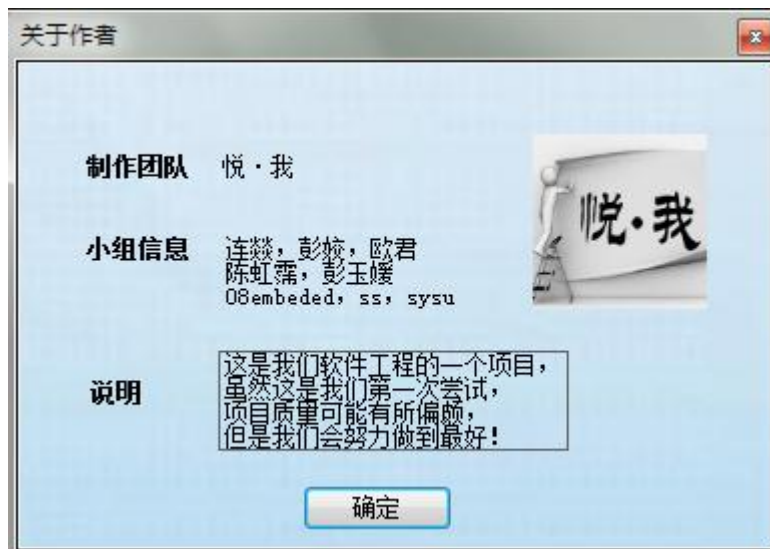 关于作者
制作团队 悦·我
悦·我
小组信息 连燚，彭姣，欧君
陈虹霈，彭玉媛
08embeded，ss，sysu
说明
这是我们软件工程的一个项目，
虽然这是我们第一次尝试，
项目质量可能有所偏颇，
但是我们会努力做到最好！
确定